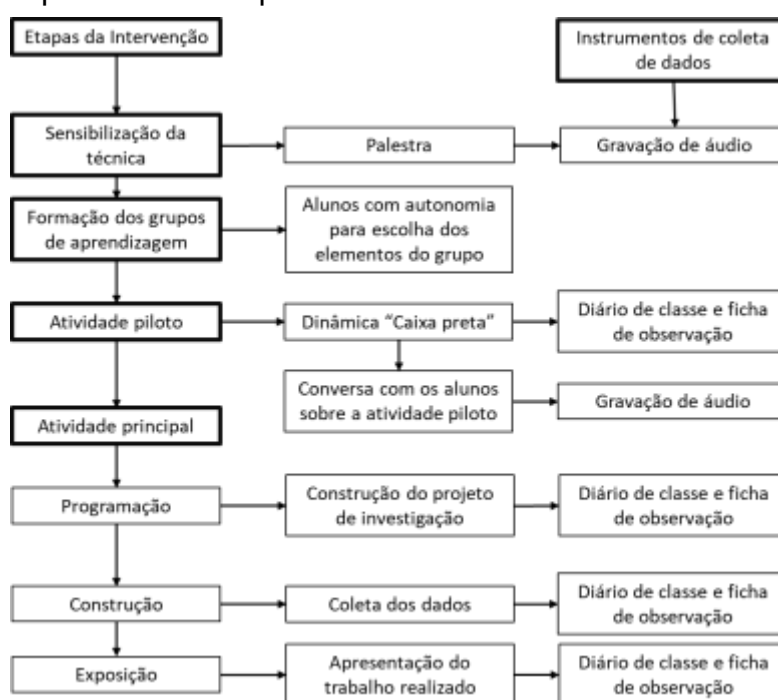 Etapas da Intervenção
Instrumentos de coleta
de dados
Sensibilização da
técnica
Palestra
Gravação de áudio
Formação dos grupos
de aprendizagem
Alunos com autonomia
para escolha dos
elementos do grupo
Atividade piloto
Dinâmica “Caixa preta”
Diário de classe e ficha
de observação
Conversa com os alunos
sobre a atividade piloto
Gravação de áudio
Atividade principal
Programação
Construção do projeto
de investigação
Diário de classe e ficha
de observação
Construção
Coleta dos dados
Diário de classe e ficha
de observação
Exposição
Apresentação do
trabalho realizado
Diário de classe e ficha
de observação